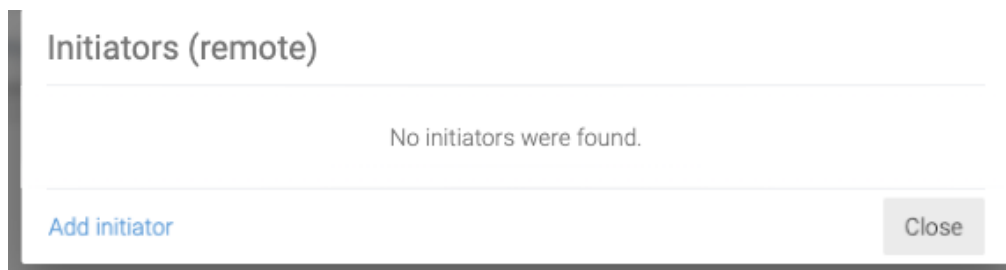 Initiators (remote)
No initiators were found.
Add initiator
Close